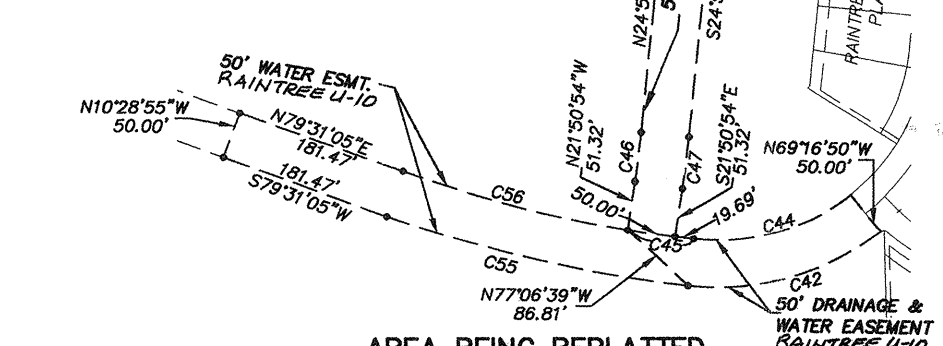 50' WATER ESMT.
RAINTREE U-10
N10°28'55"W
50.00'
N79°31'05"E
181.47'
181.47'
S79°31'05"W
C56
C55
N21°50'54"W
51.32'
C46
50.00'
C45
C47
S21°50'54"E
51.32'
19.69'
N69°16'50"W
50.00'
C44
C42
N77°06'39"W
86.81'
50' DRAINAGE &
WATER EASEMENT
RAINTREE U-10
RAINTREE
AREA BEING REPLATTED